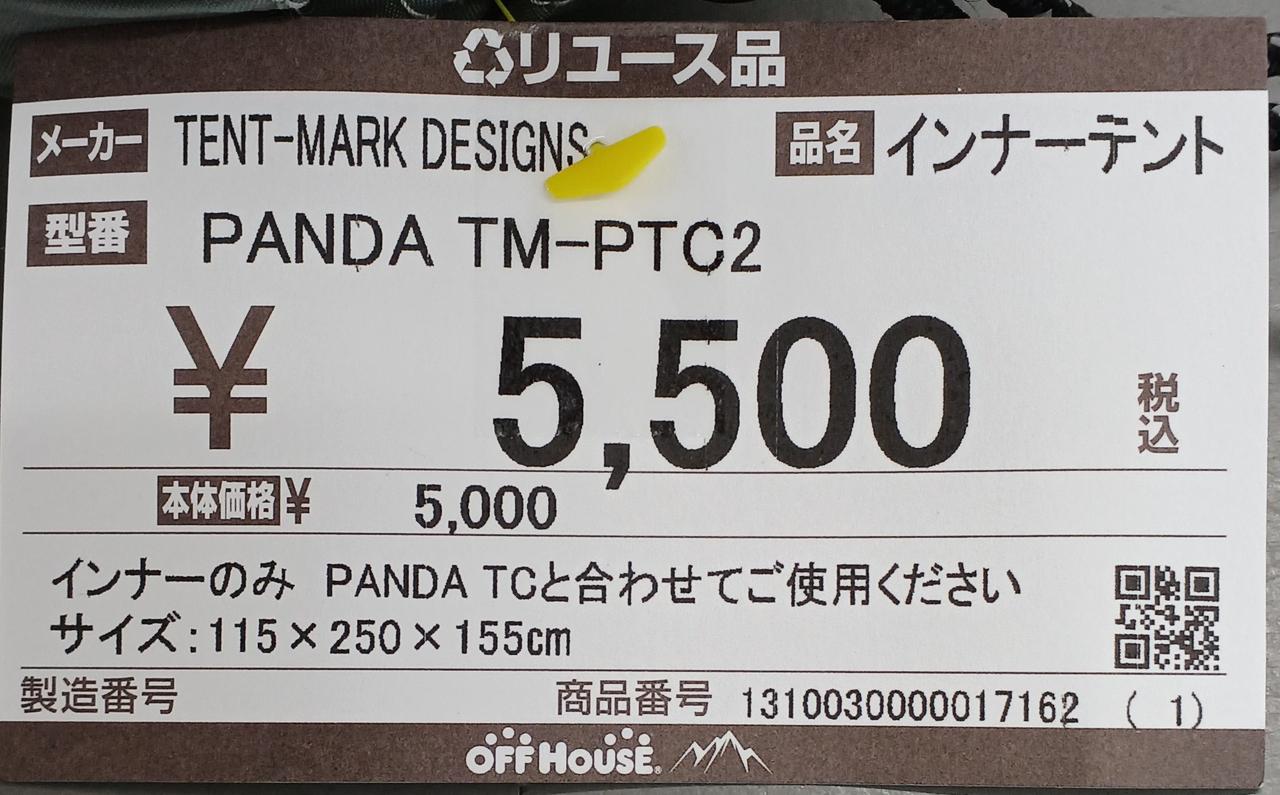 リユース品
メーカー TENT-MARK DESIGNS 品名 インナーテント
型番 PANDA TM-PTC2
¥ 5,500 税込
本体価格 ¥ 5,000
インナーのみ PANDA TCと合わせてご使用ください
サイズ:115×250×155cm
製造番号 商品番号 1310030000017162 ( 1)
OFF HOUSE